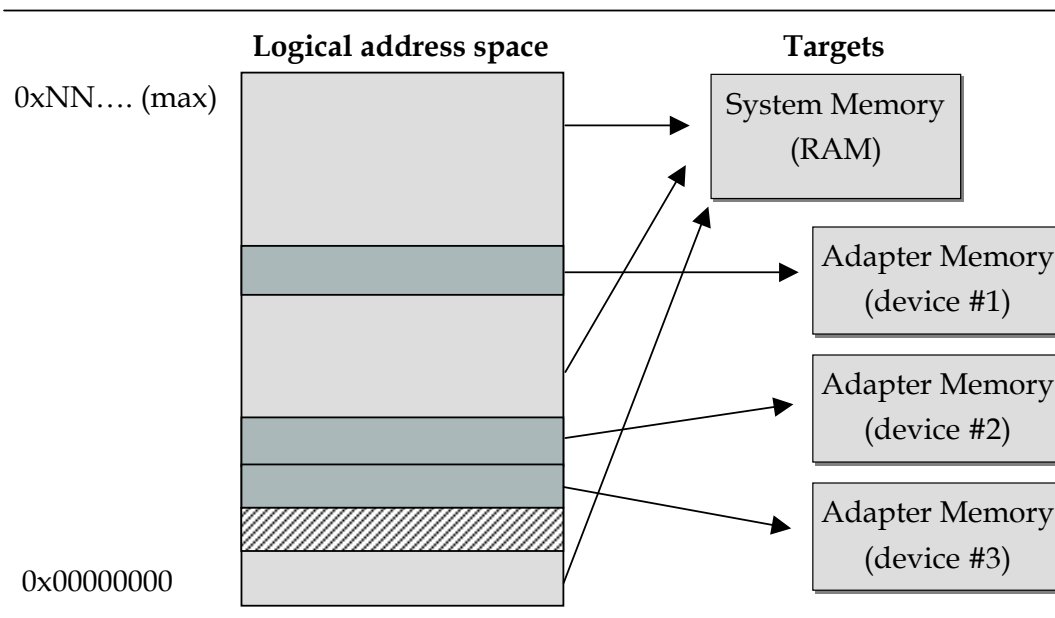 Logical address space
Targets
0xNN…. (max)
System Memory
(RAM)
Adapter Memory
(device #1)
Adapter Memory
(device #2)
Adapter Memory
(device #3)
0x00000000